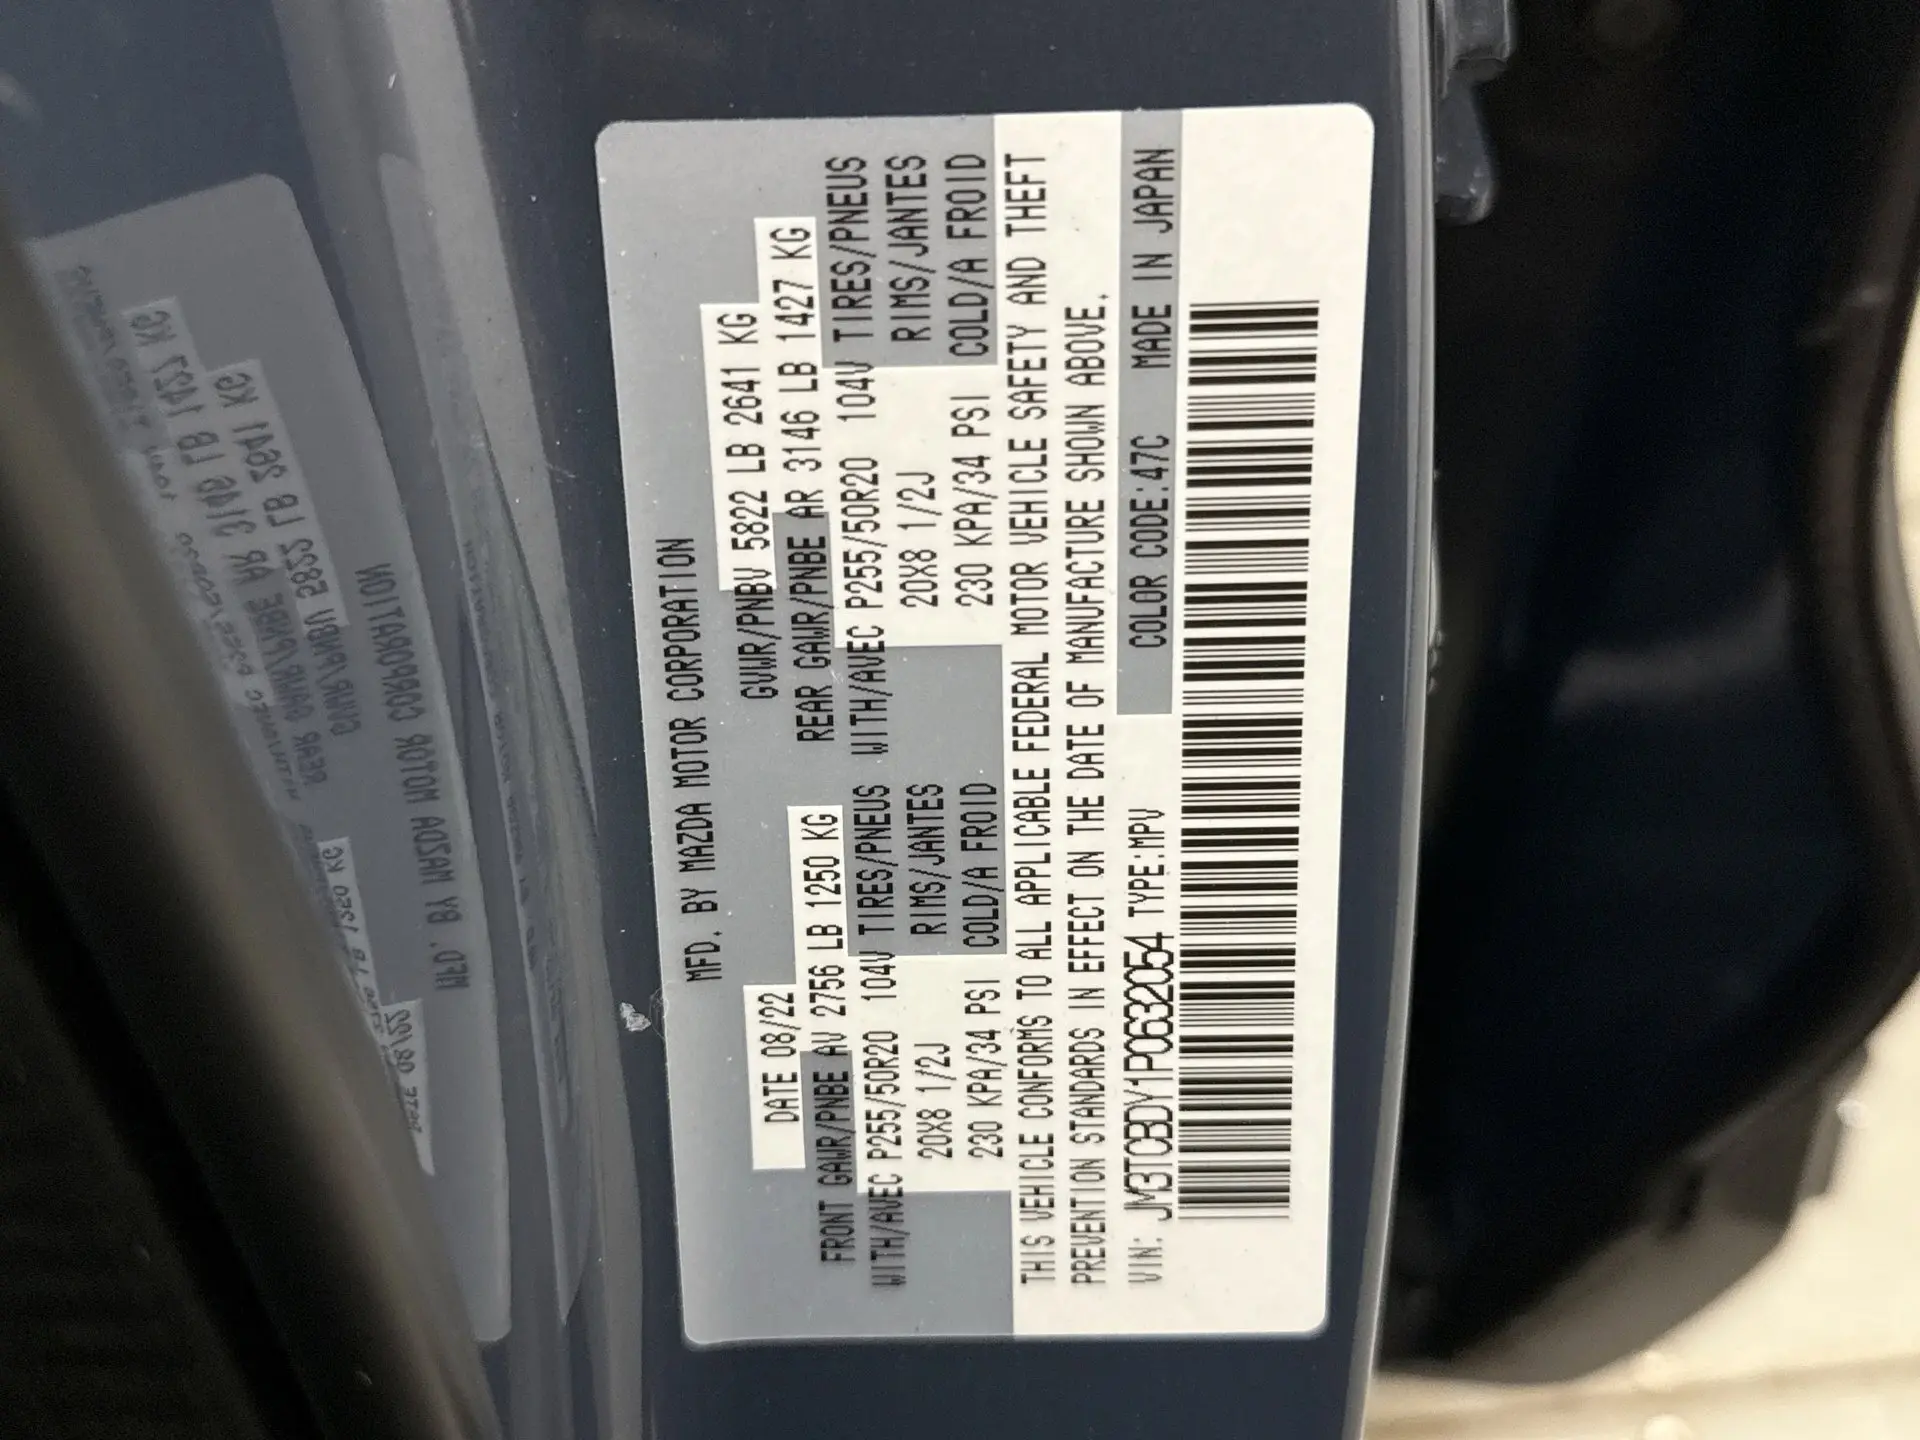 MFD. BY MAZDA MOTOR CORPORATION
DATE 08/22 GVWR/PNBV 5822 LB 2641 KG
FRONT GAWR/PNBE AV 2756 LB 1250 KG REAR GAWR/PNBE AR 3146 LB 1427 KG
WITH/AVEC P255/50R20 104V TIRES/PNEUS WITH/AVEC P255/50R20 104V TIRES/PNEUS
20X8 1/2J RIMS/JANTES 20X8 1/2J RIMS/JANTES
230 KPA/34 PSI COLD/A FROID 230 KPA/34 PSI COLD/A FROID
THIS VEHICLE CONFORMS TO ALL APPLICABLE FEDERAL MOTOR VEHICLE SAFETY AND THEFT
PREVENTION STANDARDS IN EFFECT ON THE DATE OF MANUFACTURE SHOWN ABOVE.
VIN: JM3TCBDY1P0632054 TYPE:MPV COLOR CODE:47C MADE IN JAPAN